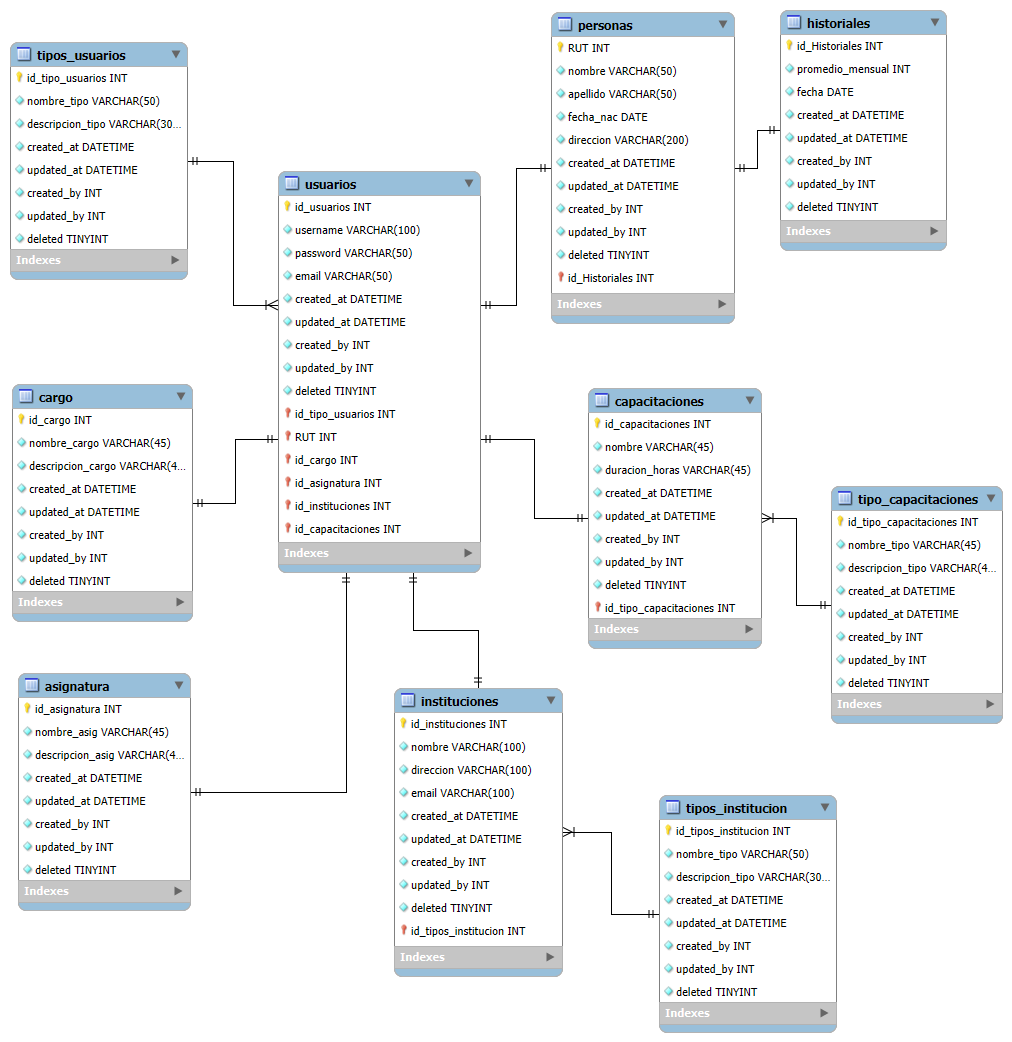 tipos_usuarios
id_tipo_usuarios INT
nombre_tipo VARCHAR(50)
descripcion_tipo VARCHAR(30...
created_at DATETIME
updated_at DATETIME
created_by INT
updated_by INT
deleted TINYINT
Indexes
usuarios
id_usuarios INT
username VARCHAR(100)
password VARCHAR(50)
email VARCHAR(50)
created_at DATETIME
updated_at DATETIME
created_by INT
updated_by INT
deleted TINYINT
id_tipo_usuarios INT
RUT INT
id_cargo INT
id_asignatura INT
id_instituciones INT
id_capacitaciones INT
Indexes
personas
RUT INT
nombre VARCHAR(50)
apellido VARCHAR(50)
fecha_nac DATE
direccion VARCHAR(200)
created_at DATETIME
updated_at DATETIME
created_by INT
updated_by INT
deleted TINYINT
id_Historiales INT
Indexes
historiales
id_Historiales INT
promedio_mensual INT
fecha DATE
created_at DATETIME
updated_at DATETIME
created_by INT
updated_by INT
deleted TINYINT
Indexes
cargo
id_cargo INT
nombre_cargo VARCHAR(45)
descripcion_cargo VARCHAR(4...
created_at DATETIME
updated_at DATETIME
created_by INT
updated_by INT
deleted TINYINT
Indexes
capacitaciones
id_capacitaciones INT
nombre VARCHAR(45)
duracion_horas VARCHAR(45)
created_at DATETIME
updated_at DATETIME
created_by INT
updated_by INT
deleted TINYINT
id_tipo_capacitaciones INT
Indexes
tipo_capacitaciones
id_tipo_capacitaciones INT
nombre_tipo VARCHAR(45)
descripcion_tipo VARCHAR(4...
created_at DATETIME
updated_at DATETIME
created_by INT
updated_by INT
deleted TINYINT
Indexes
asignatura
id_asignatura INT
nombre_asig VARCHAR(45)
descripcion_asig VARCHAR(4...
created_at DATETIME
updated_at DATETIME
created_by INT
updated_by INT
deleted TINYINT
Indexes
instituciones
id_instituciones INT
nombre VARCHAR(100)
direccion VARCHAR(100)
email VARCHAR(100)
created_at DATETIME
updated_at DATETIME
created_by INT
updated_by INT
deleted TINYINT
id_tipos_institucion INT
Indexes
tipos_institucion
id_tipos_institucion INT
nombre_tipo VARCHAR(50)
descripcion_tipo VARCHAR(30...
created_at DATETIME
updated_at DATETIME
created_by INT
updated_by INT
deleted TINYINT
Indexes